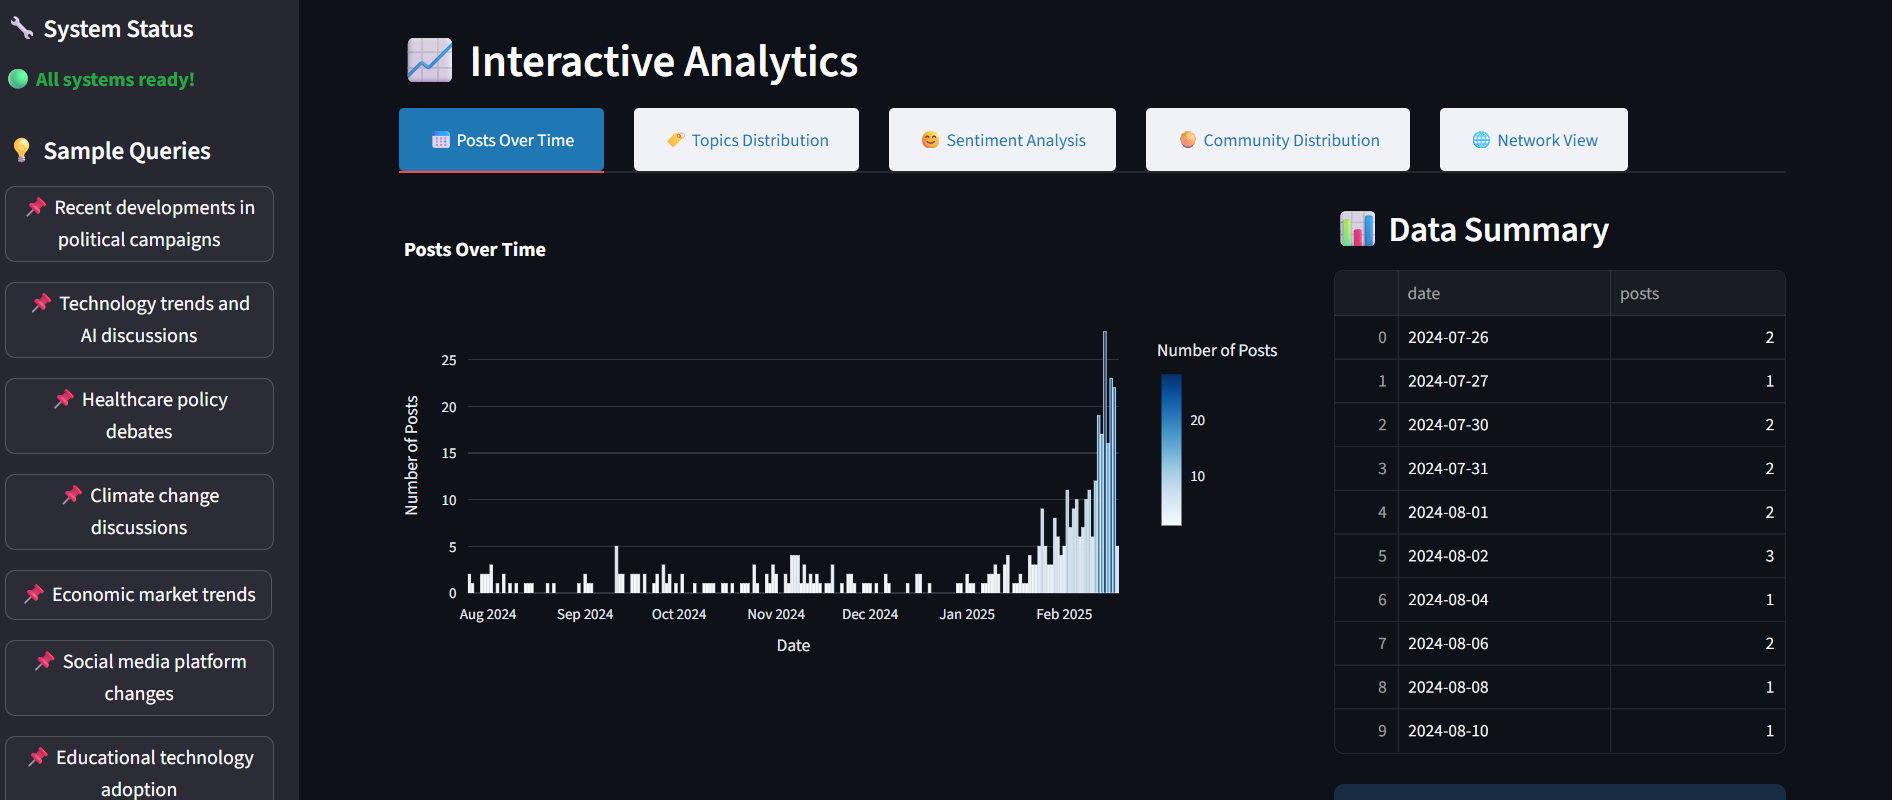 System Status
All systems ready!
Sample Queries
Recent developments in
political campaigns
Technology trends and
AI discussions
Healthcare policy
debates
Climate change
discussions
Economic market trends
Social media platform
changes
Educational technology
adoption
Interactive Analytics
Posts Over Time
Topics Distribution
Sentiment Analysis
Community Distribution
Network View
Posts Over Time
Number of Posts
25
20
15
10
5
0
Aug 2024
Sep 2024
Oct 2024
Nov 2024
Dec 2024
Jan 2025
Feb 2025
Date
Number of Posts
20
10
Data Summary
date posts
0 2024-07-26 2
1 2024-07-27 1
2 2024-07-30 2
3 2024-07-31 2
4 2024-08-01 2
5 2024-08-02 3
6 2024-08-04 1
7 2024-08-06 2
8 2024-08-08 1
9 2024-08-10 1